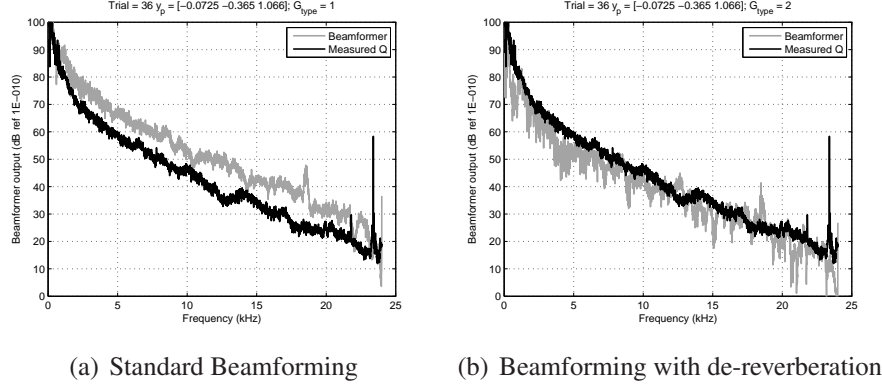 Trial = 36 y_p = [−0.0725 −0.365 1.066]; G_type = 1
Beamformer
Measured Q
Beamformer output (dB ref 1E−010)
100
90
80
70
60
50
40
30
20
10
0
0 5 10 15 20 25
Frequency (kHz)
(a) Standard Beamforming
Trial = 36 y_p = [−0.0725 −0.365 1.066]; G_type = 2
Beamformer
Measured Q
Beamformer output (dB ref 1E−010)
100
90
80
70
60
50
40
30
20
10
0
0 5 10 15 20 25
Frequency (kHz)
(b) Beamforming with de-reverberation